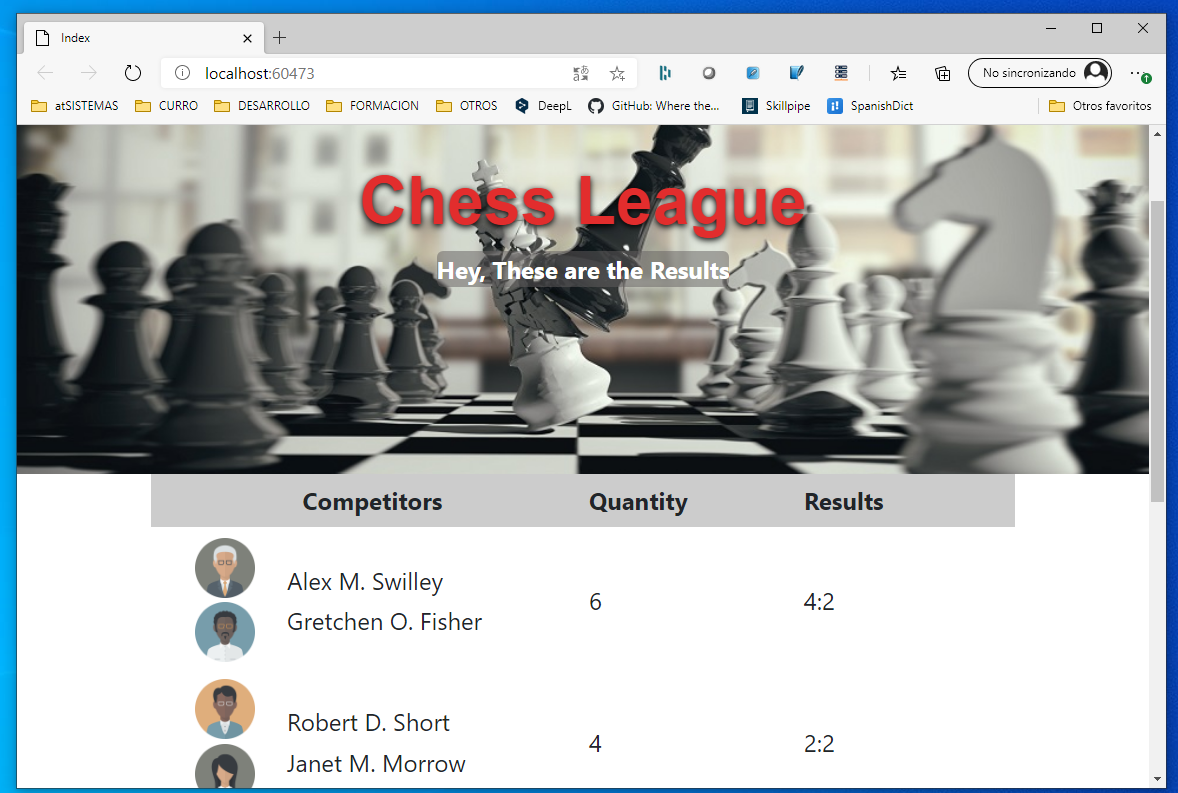 Index
localhost:60473
No sincronizando
atSISTEMAS CURRO DESARROLLO FORMACION OTROS DeepL GitHub: Where the... Skillpipe SpanishDict Otros favoritos
Chess League
Hey, These are the Results
Competitors Quantity Results
Alex M. Swilley
Gretchen O. Fisher
6 4:2
Robert D. Short
Janet M. Morrow
4 2:2